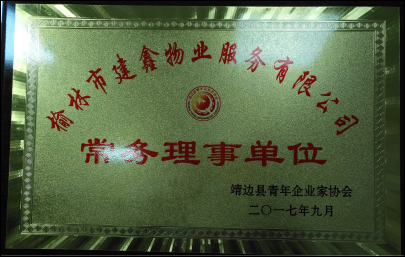 榆林市建鑫物业服务有限公司
常务理事单位
靖边县青年企业家协会
二〇一七年九月